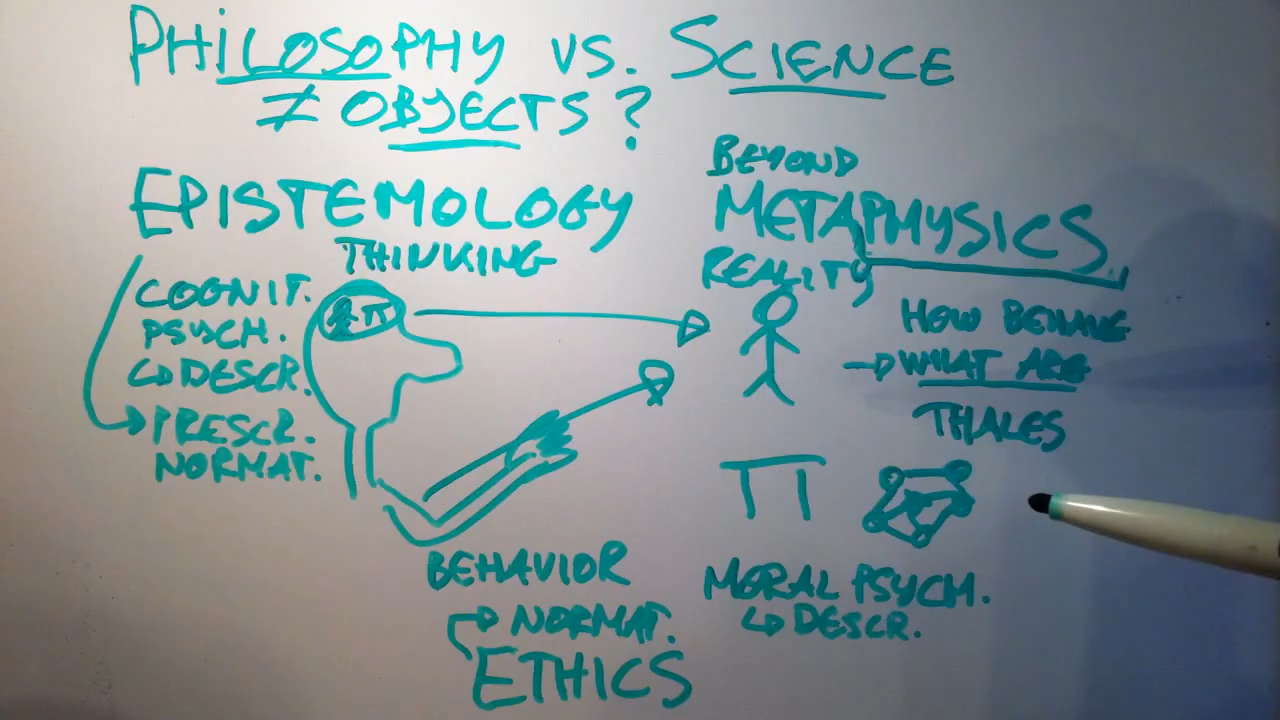 PHILOSOPHY VS. SCIENCE
≠ OBJECTS?
EPISTEMOLOGY
THINKING
COGNIT.
PSYCH.
↳ DESCR.
→ PRESCR.
NORMAT.
BEYOND
METAPHYSICS
REALITY
HOW BEHAVE
→ WHAT ARE
THALES
BEHAVIOR
→ NORMAT.
ETHICS
MORAL PSYCH.
↳ DESCR.